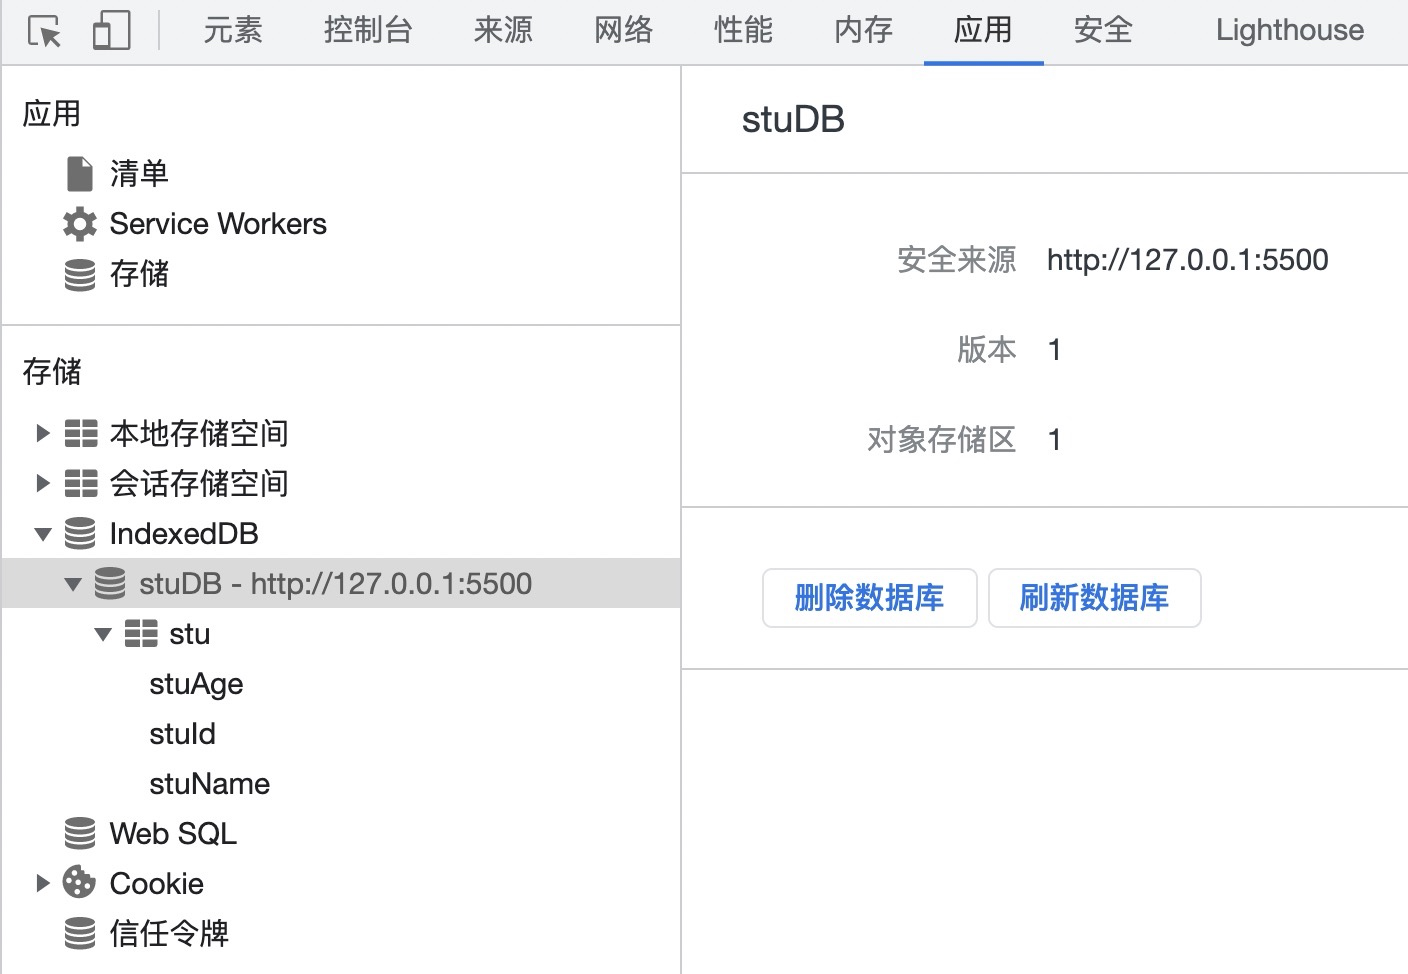 元素 控制台 来源 网络 性能 内存 应用 安全 Lighthouse
应用
清单
Service Workers
存储
存储
本地存储空间
会话存储空间
IndexedDB
stuDB - http://127.0.0.1:5500
stu
stuAge
stuId
stuName
Web SQL
Cookie
信任令牌
stuDB
安全来源 http://127.0.0.1:5500
版本 1
对象存储区 1
删除数据库 刷新数据库